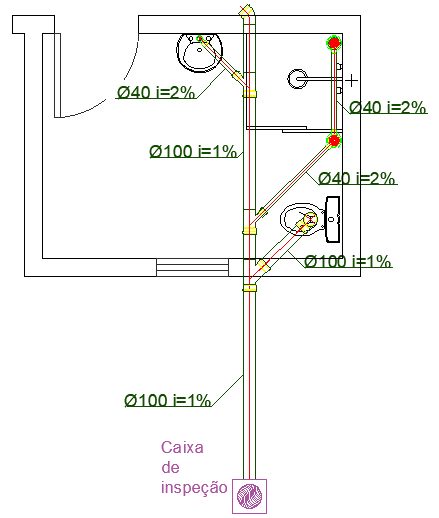 Ø40 i=2%
Ø40 i=2%
Ø100 i=1%
Ø40 i=2%
Ø100 i=1%
Ø100 i=1%
Caixa
de
inspeção